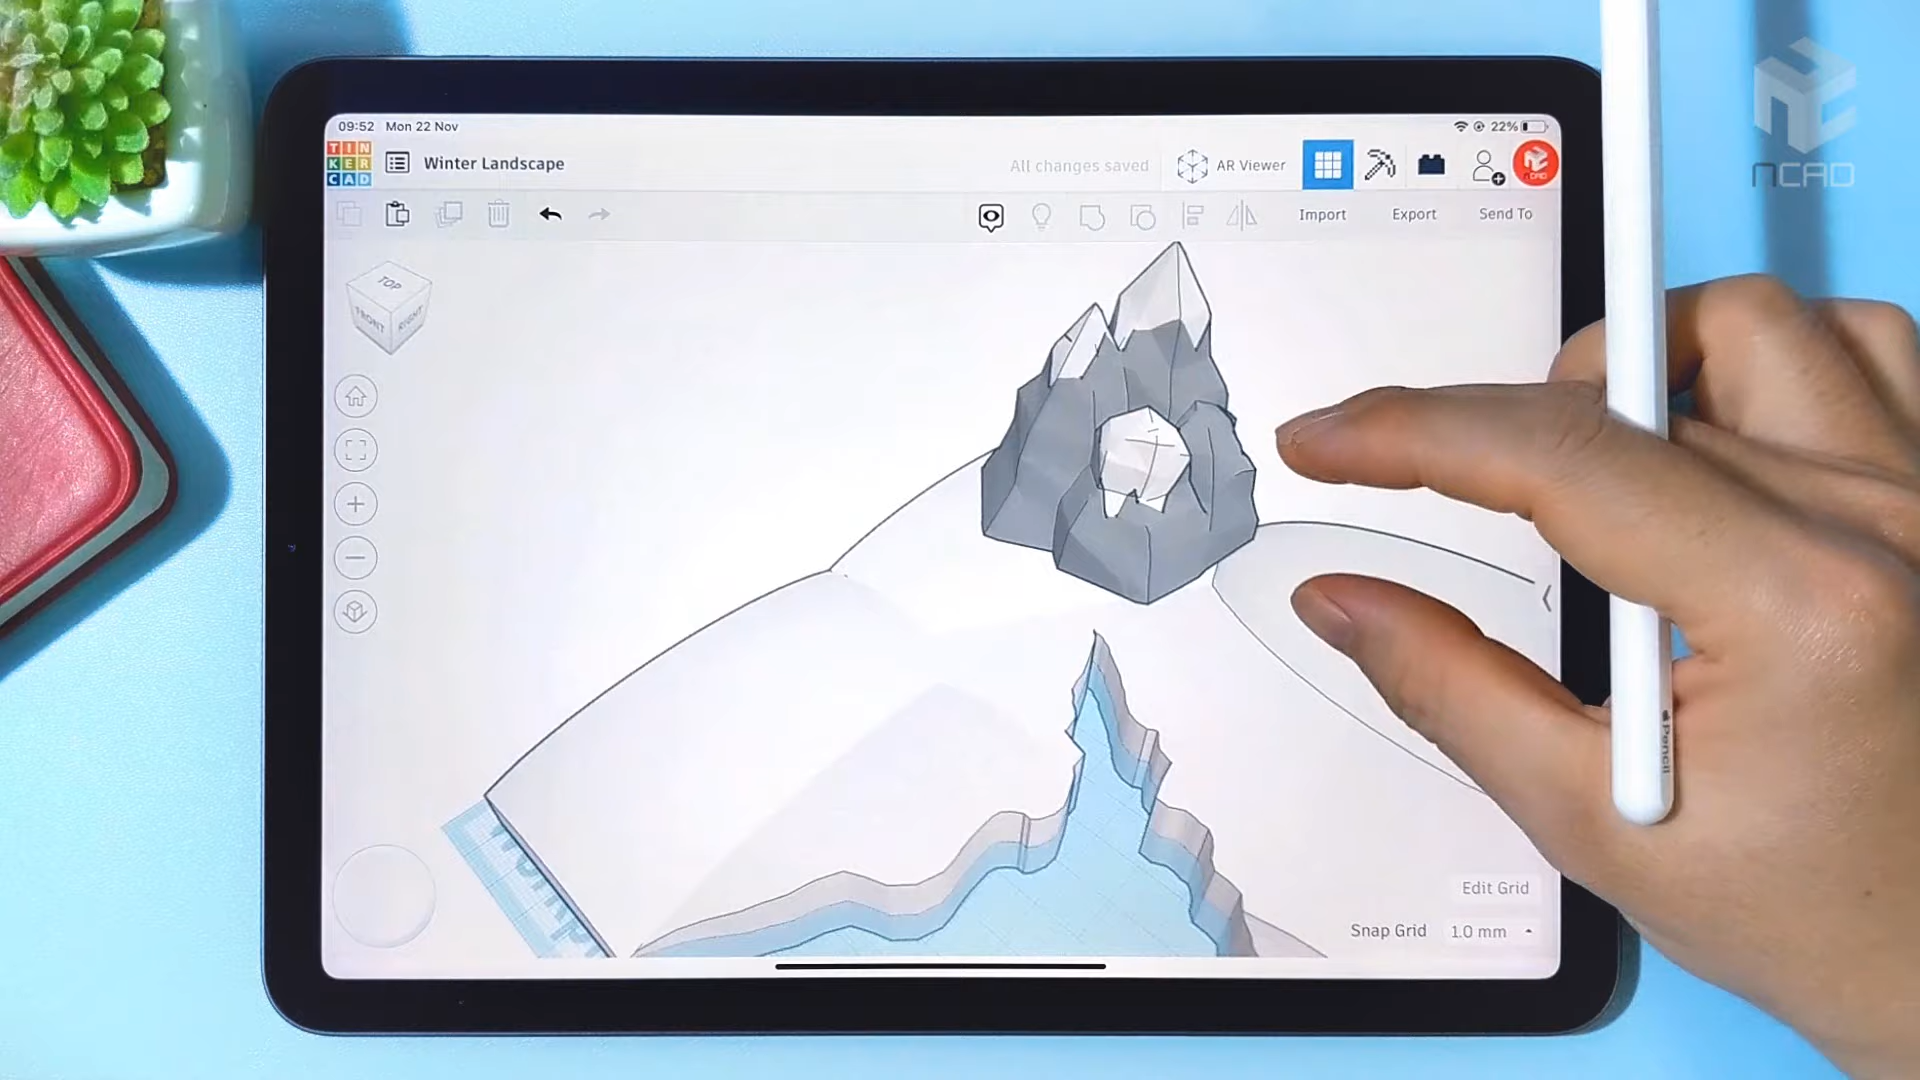 09:52 Mon 22 Nov
22%
TIN
KER
CAD
Winter Landscape
All changes saved
AR Viewer
NCAD
Import
Export
Send To
TOP
FRONT
RIGHT
Pencil
Edit Grid
Snap Grid
1.0 mm